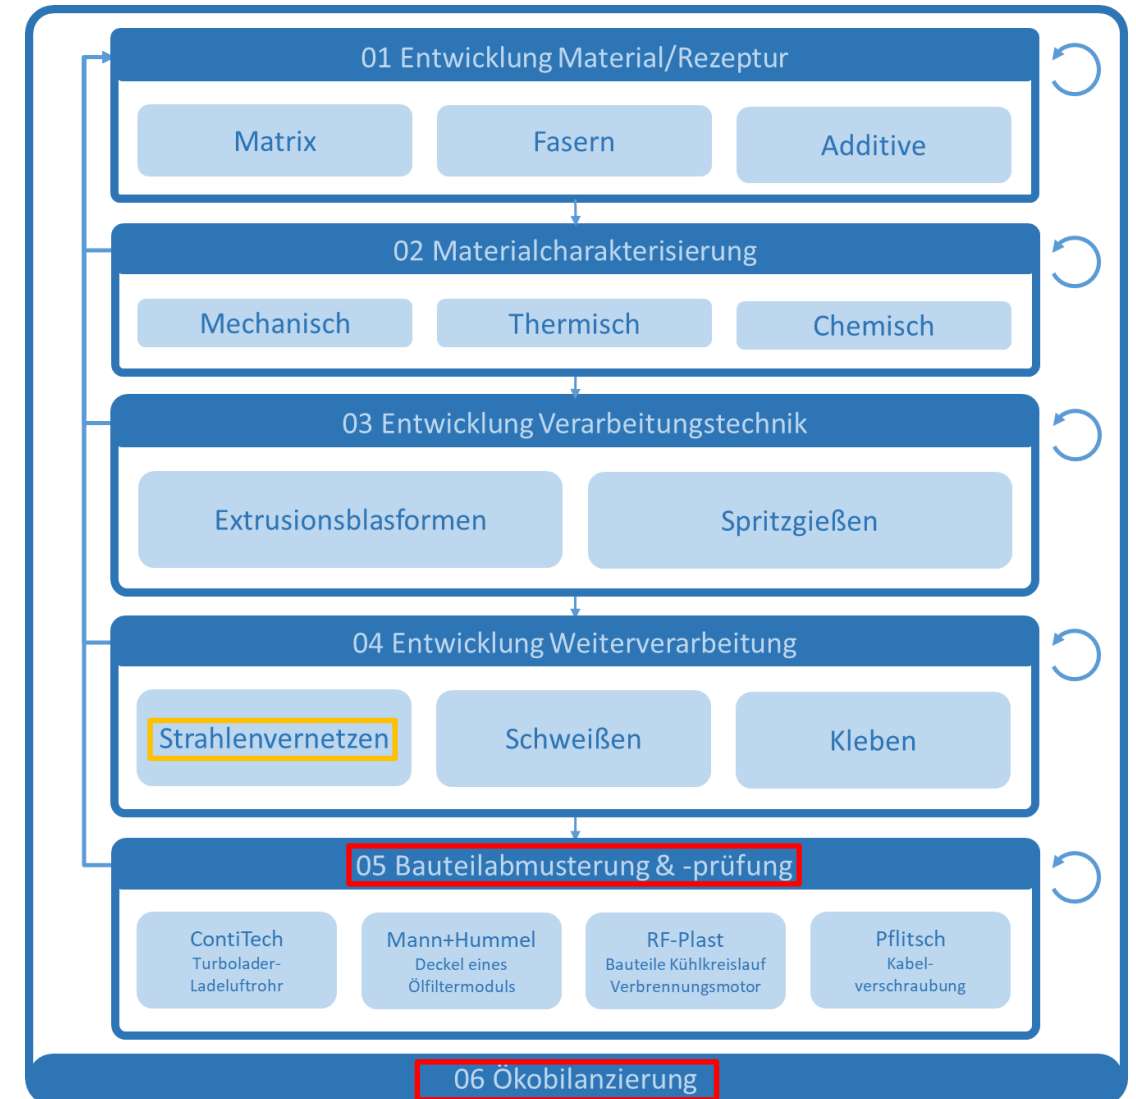 01 Entwicklung Material/Rezeptur
Matrix
Fasern
Additive
02 Materialcharakterisierung
Mechanisch
Thermisch
Chemisch
03 Entwicklung Verarbeitungstechnik
Extrusionsblasformen
Spritzgießen
04 Entwicklung Weiterverarbeitung
Strahlenvernetzen
Schweißen
Kleben
05 Bauteilabmusterung & -prüfung
ContiTech
Turbolader-
Ladeluftrohr
Mann+Hummel
Deckel eines
Ölfiltermoduls
RF-Plast
Bauteile Kühlkreislauf
Verbrennungsmotor
Pflitsch
Kabel-
verschraubung
06 Ökobilanzierung